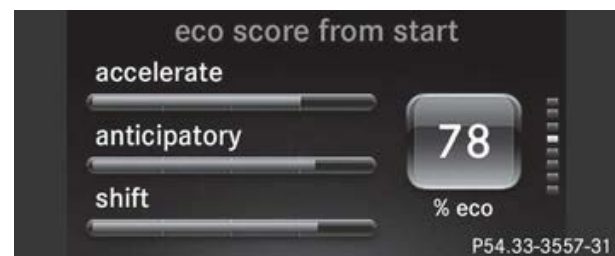 eco score from start
accelerate
anticipatory
78
shift
% eco
P54.33-3557-31